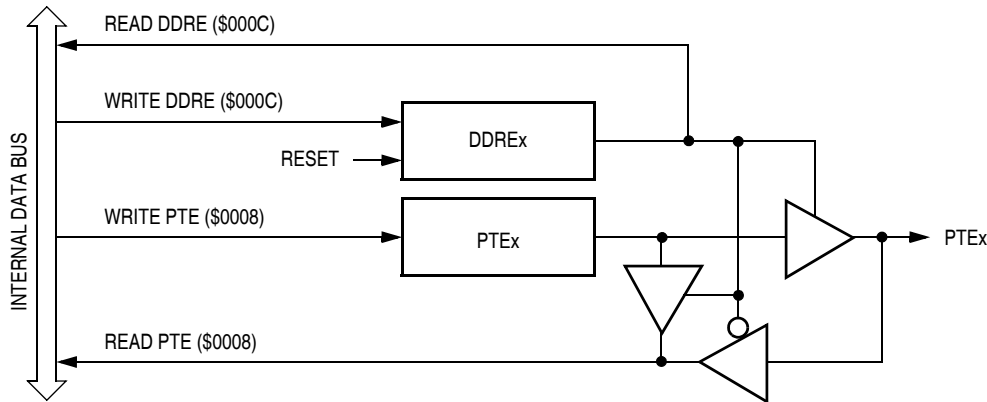 READ DDRE ($000C)
WRITE DDRE ($000C)
DDREx
RESET
INTERNAL DATA BUS
WRITE PTE ($0008)
PTEx
PTEx
READ PTE ($0008)